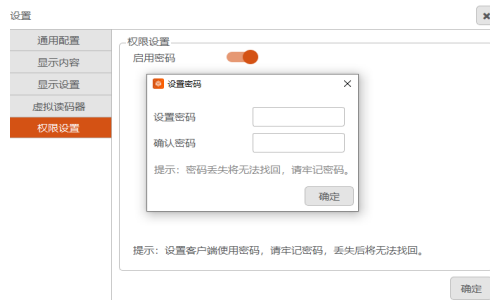 设置
通用配置
显示内容
显示设置
虚拟读码器
权限设置
权限设置
启用密码
设置密码
设置密码
确认密码
提示：密码丢失将无法找回，请牢记密码。
确定
提示：设置客户端使用密码，请牢记密码，丢失后将无法找回。
确定